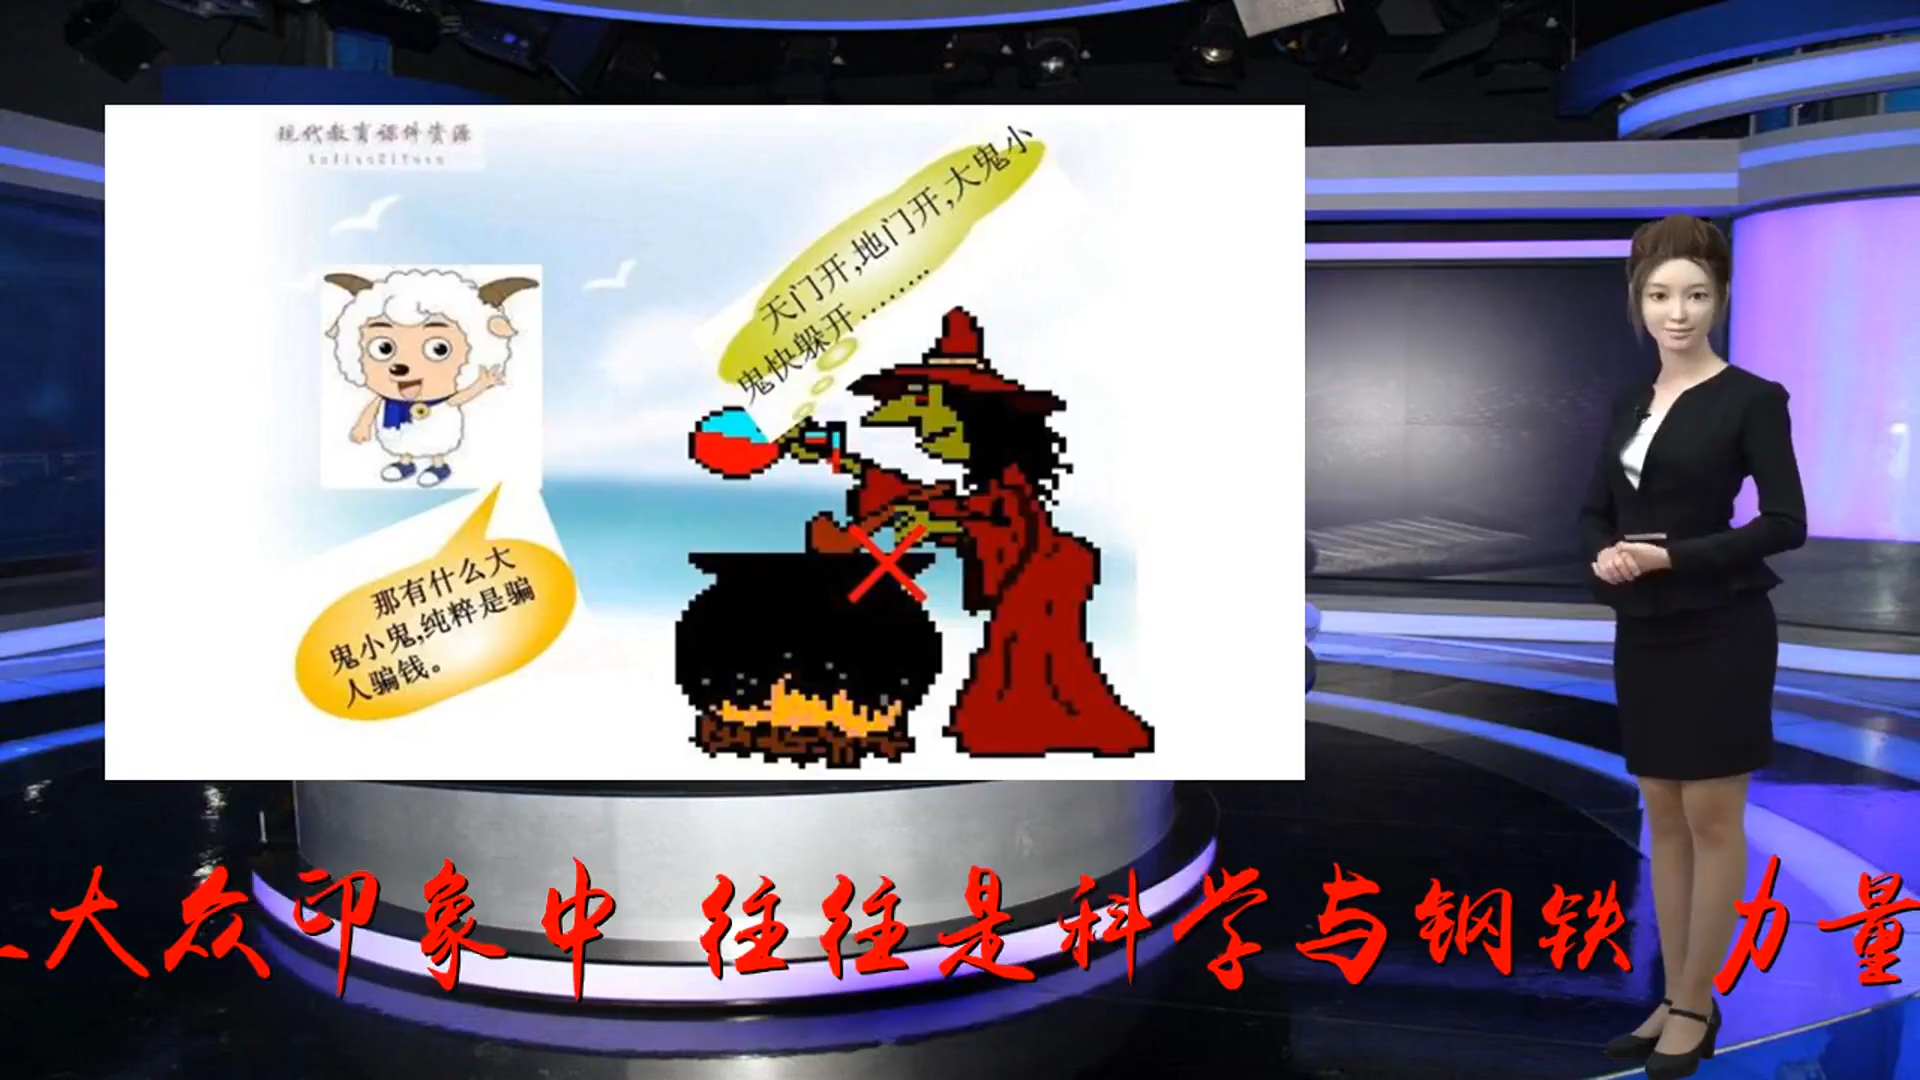 现代教育课件资源
天门开,地门开,大鬼小
鬼快躲开………
那有什么大
鬼小鬼,纯粹是骗
人骗钱。
大众印象中 往往是科学与钢铁 力量